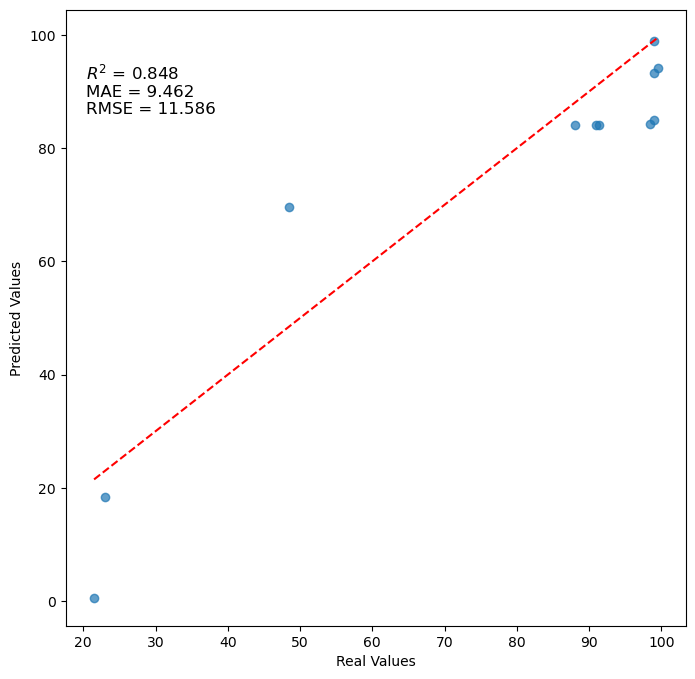 R² = 0.848
MAE = 9.462
RMSE = 11.586
100
80
60
40
20
0
Predicted Values
20 30 40 50 60 70 80 90 100
Real Values